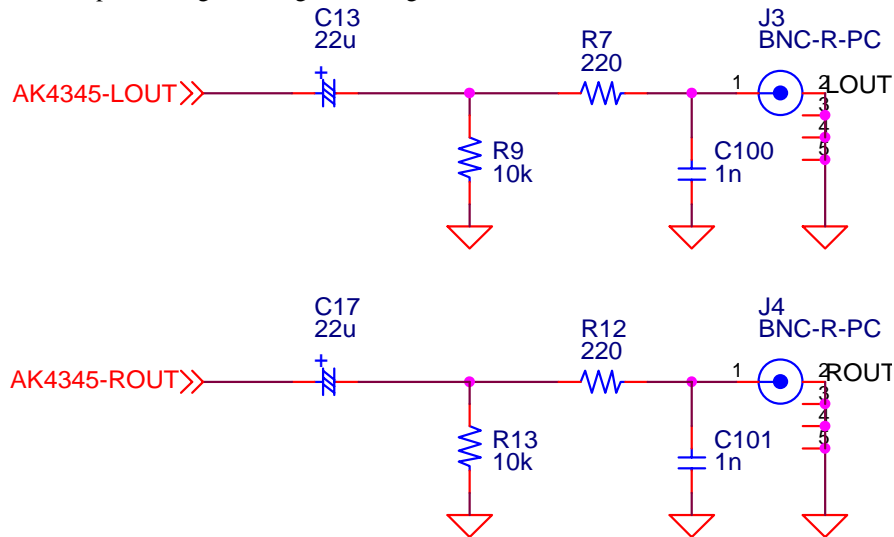 C13
22u
+
AK4345-LOUT
R9
10k
R7
220
C100
1n
J3
BNC-R-PC
1
2
3
4
5
LOUT
C17
22u
+
AK4345-ROUT
R13
10k
R12
220
C101
1n
J4
BNC-R-PC
1
2
3
4
5
ROUT